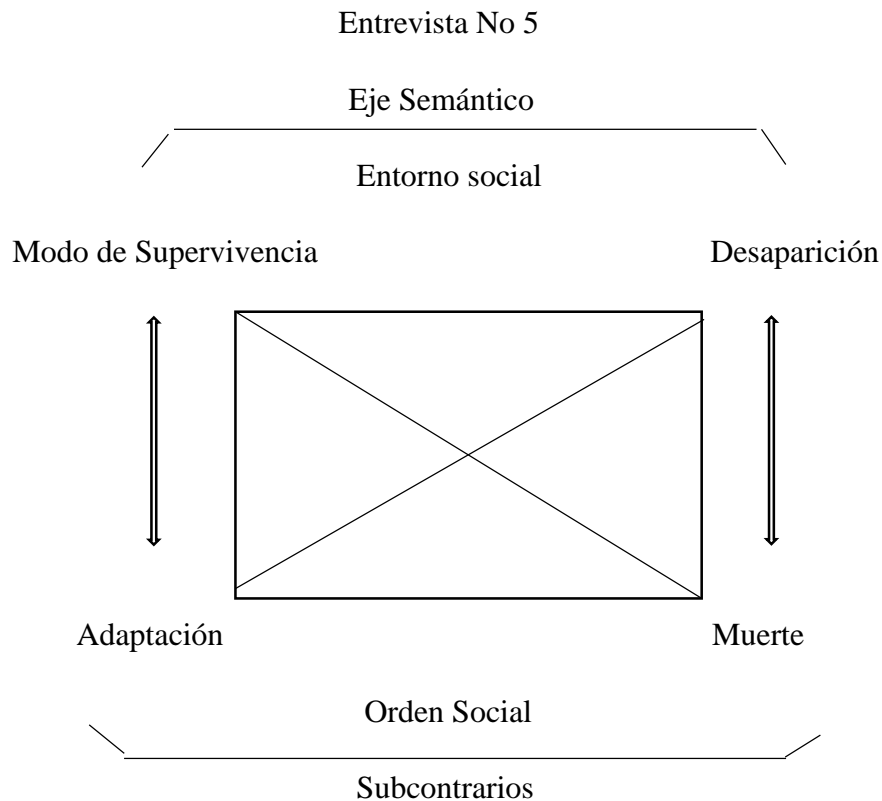 Entrevista No 5
Eje Semántico
Entorno social
Modo de Supervivencia
Desaparición
Adaptación
Muerte
Orden Social
Subcontrarios